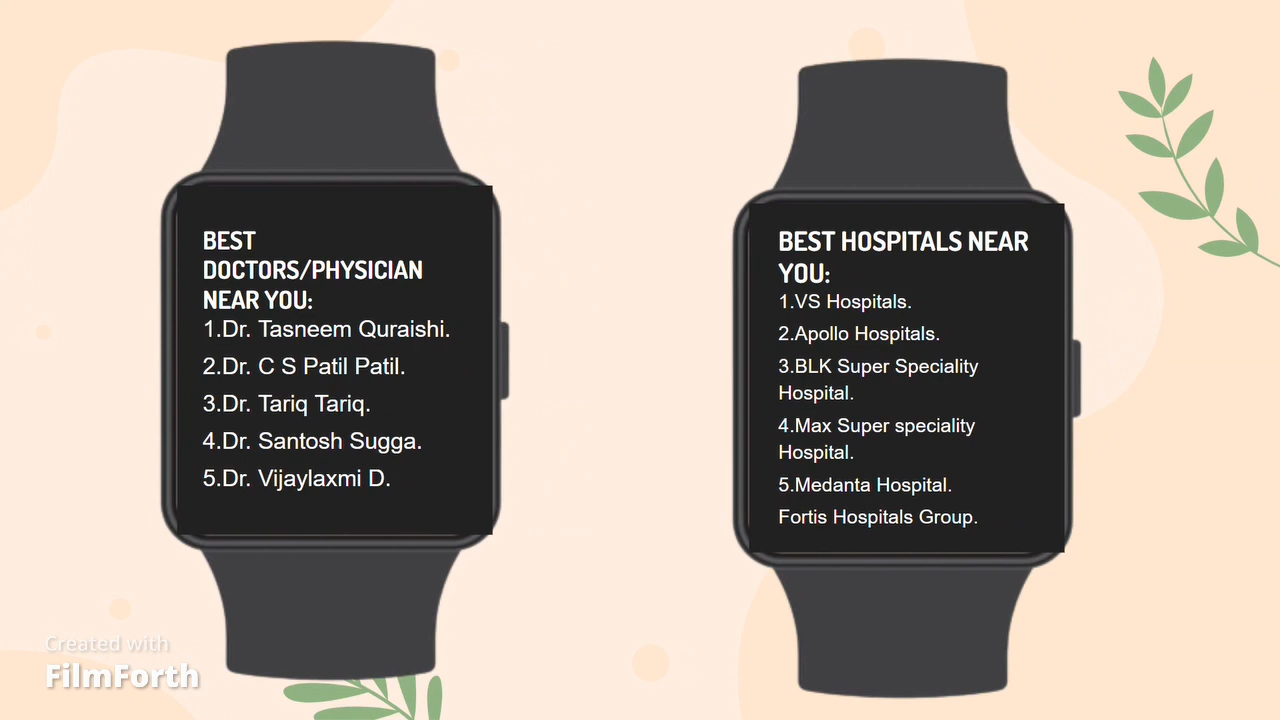 BEST
DOCTORS/PHYSICIAN
NEAR YOU:
1.Dr. Tasneem Quraishi.
2.Dr. C S Patil Patil.
3.Dr. Tariq Tariq.
4.Dr. Santosh Sugga.
5.Dr. Vijaylaxmi D.
BEST HOSPITALS NEAR
YOU:
1.VS Hospitals.
2.Apollo Hospitals.
3.BLK Super Speciality
Hospital.
4.Max Super speciality
Hospital.
5.Medanta Hospital.
Fortis Hospitals Group.
Created with
FilmForth